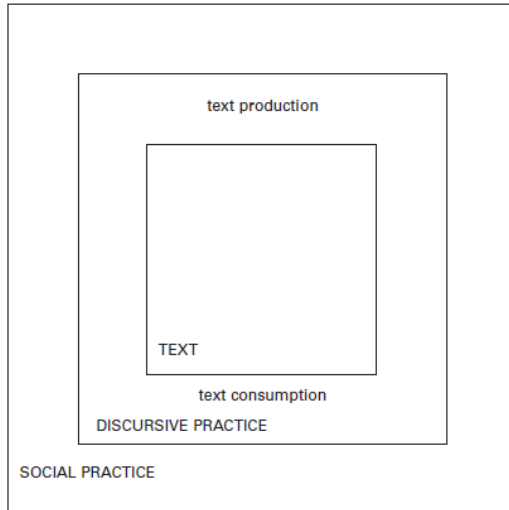 text production
TEXT
text consumption
DISCURSIVE PRACTICE
SOCIAL PRACTICE